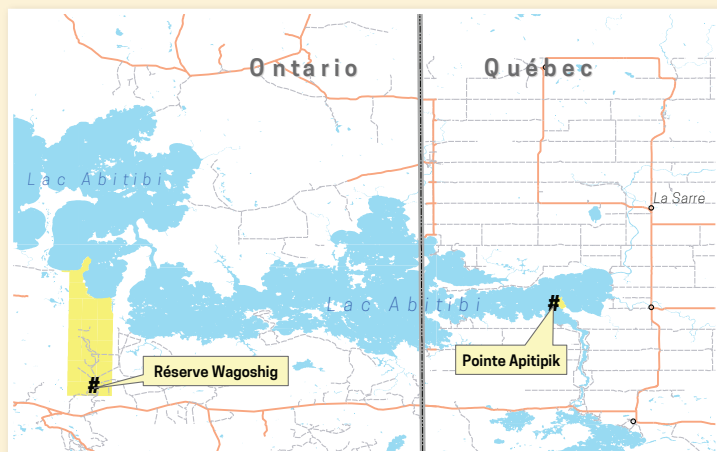 Ontario
Québec
Lac Abitibi
La Sarre
Lac Abitibi
#
Pointe Apitipik
Réserve Wagoshig
#